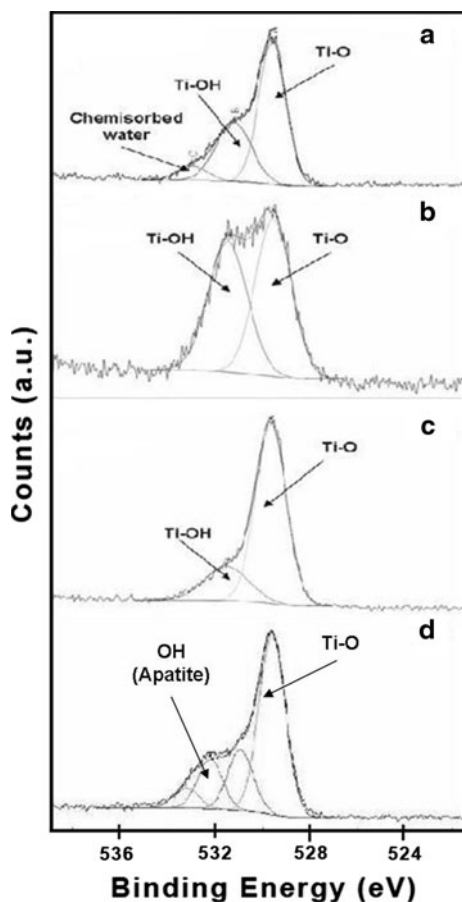 a
Ti-O
Ti-OH
Chemisorbed
water
b
Ti-OH
Ti-O
c
Ti-O
Ti-OH
d
OH
(Apatite)
Ti-O
Counts (a.u.)
536
532
528
524
Binding Energy (eV)